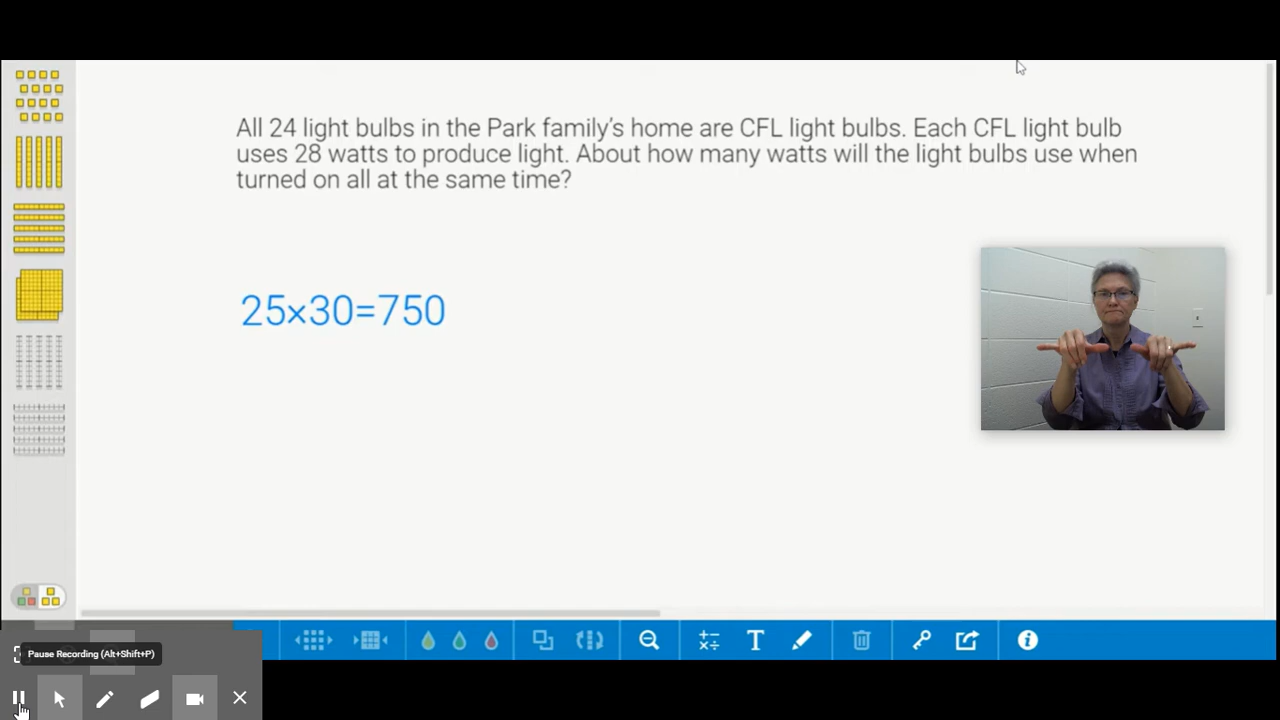 All 24 light bulbs in the Park family's home are CFL light bulbs. Each CFL light bulb
uses 28 watts to produce light. About how many watts will the light bulbs use when
turned on all at the same time?
25×30=750
Pause Recording (Alt+Shift+P)